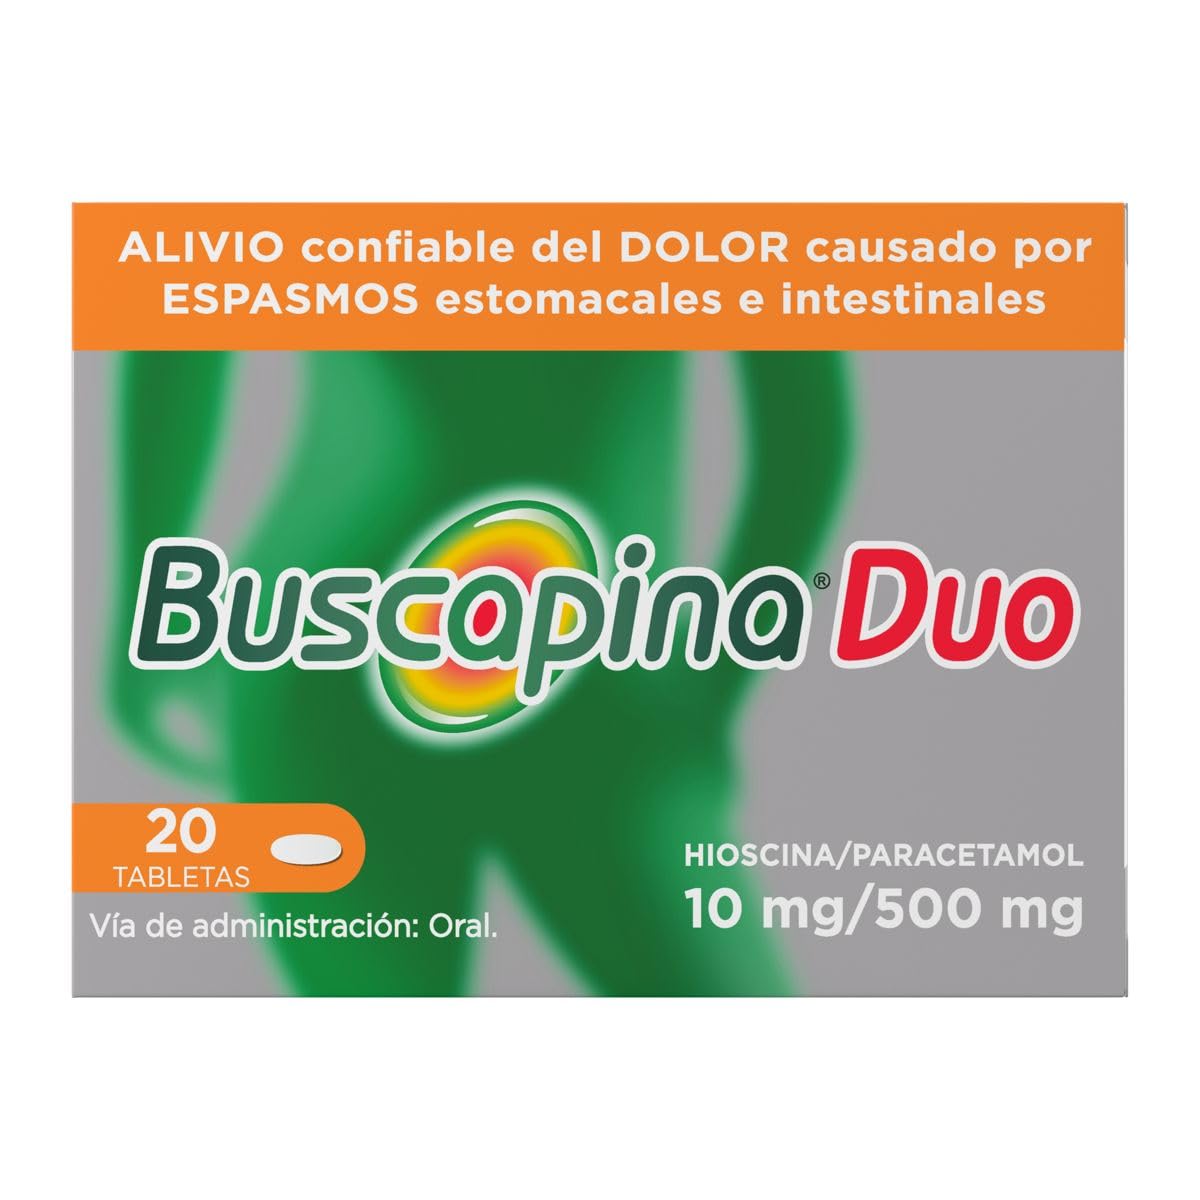 ALIVIO confiable del DOLOR causado por
ESPASMOS estomacales e intestinales
Buscapina® Duo
20
TABLETAS
Vía de administración: Oral.
HIOSCINA/PARACETAMOL
10 mg/500 mg